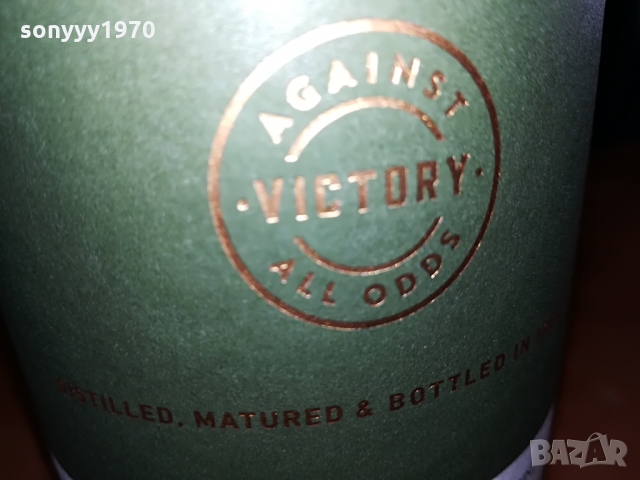 sonyyy1970
AGAINST
· VICTORY ·
ALL ODDS
DISTILLED, MATURED & BOTTLED IN
BAZAR